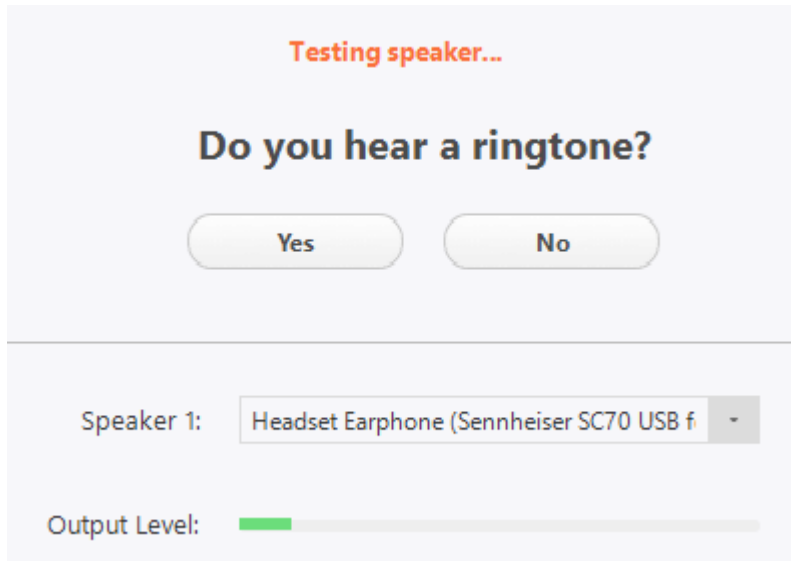 Testing speaker...
Do you hear a ringtone?
Yes No
Speaker 1: Headset Earphone (Sennheiser SC70 USB f
Output Level: